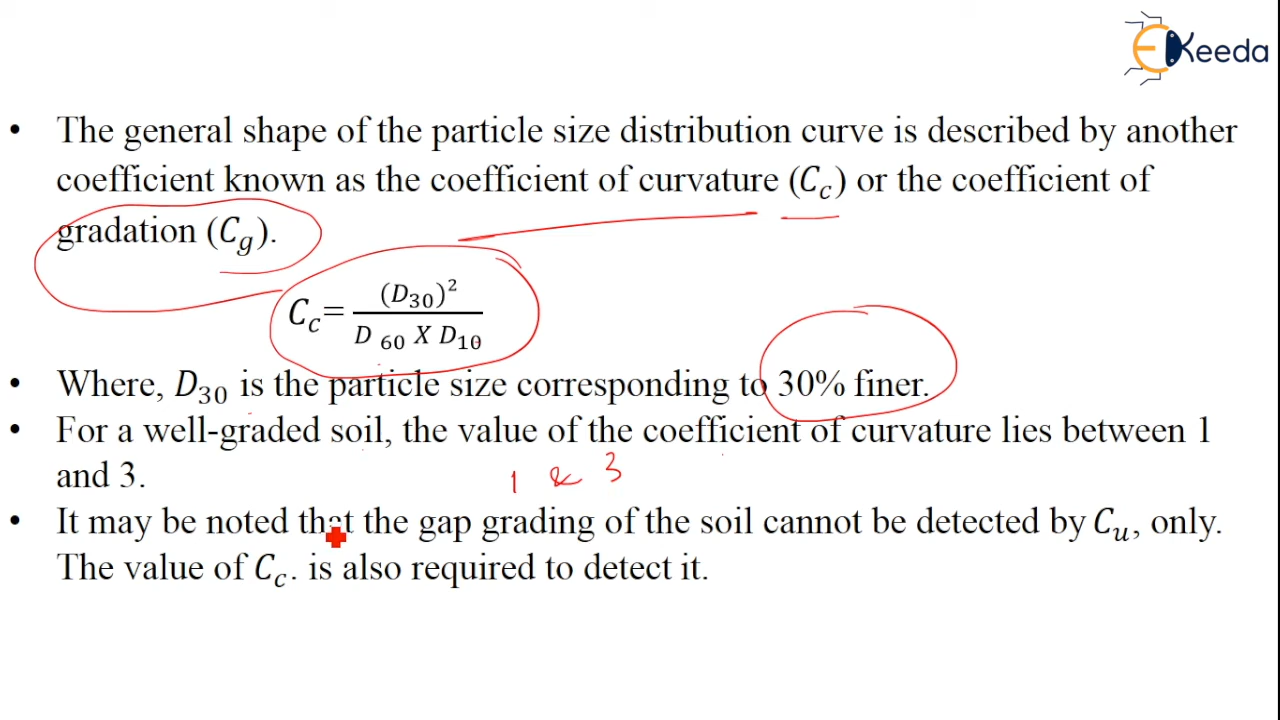 EKeeda
• The general shape of the particle size distribution curve is described by another
coefficient known as the coefficient of curvature (C_c) or the coefficient of
gradation (C_g).
C_c= (D_30)^2 / D_60 X D_10
• Where, D_30 is the particle size corresponding to 30% finer.
• For a well-graded soil, the value of the coefficient of curvature lies between 1
and 3.
1 & 3
• It may be noted that the gap grading of the soil cannot be detected by C_u, only.
The value of C_c. is also required to detect it.